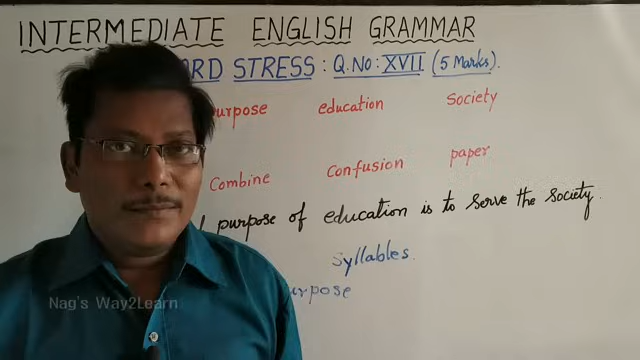 INTERMEDIATE ENGLISH GRAMMAR
ORD STRESS : Q.No: XVII (5 Marks).
urpose education Society
Combine Confusion paper
purpose of education is to serve the society.
Syllables.
urpose
Nag's Way2Learn